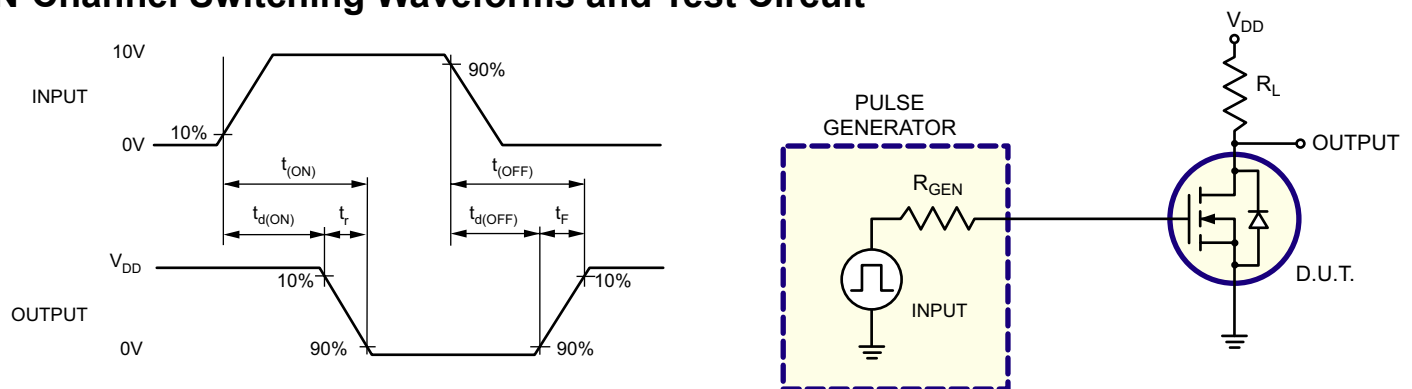 N-Channel Switching Waveforms and Test Circuit
10V
INPUT
0V
10%
90%
t(ON)
t(OFF)
td(ON)
tr
td(OFF)
tF
VDD
OUTPUT
0V
10%
90%
10%
90%
PULSE
GENERATOR
RGEN
INPUT
VDD
RL
OUTPUT
D.U.T.